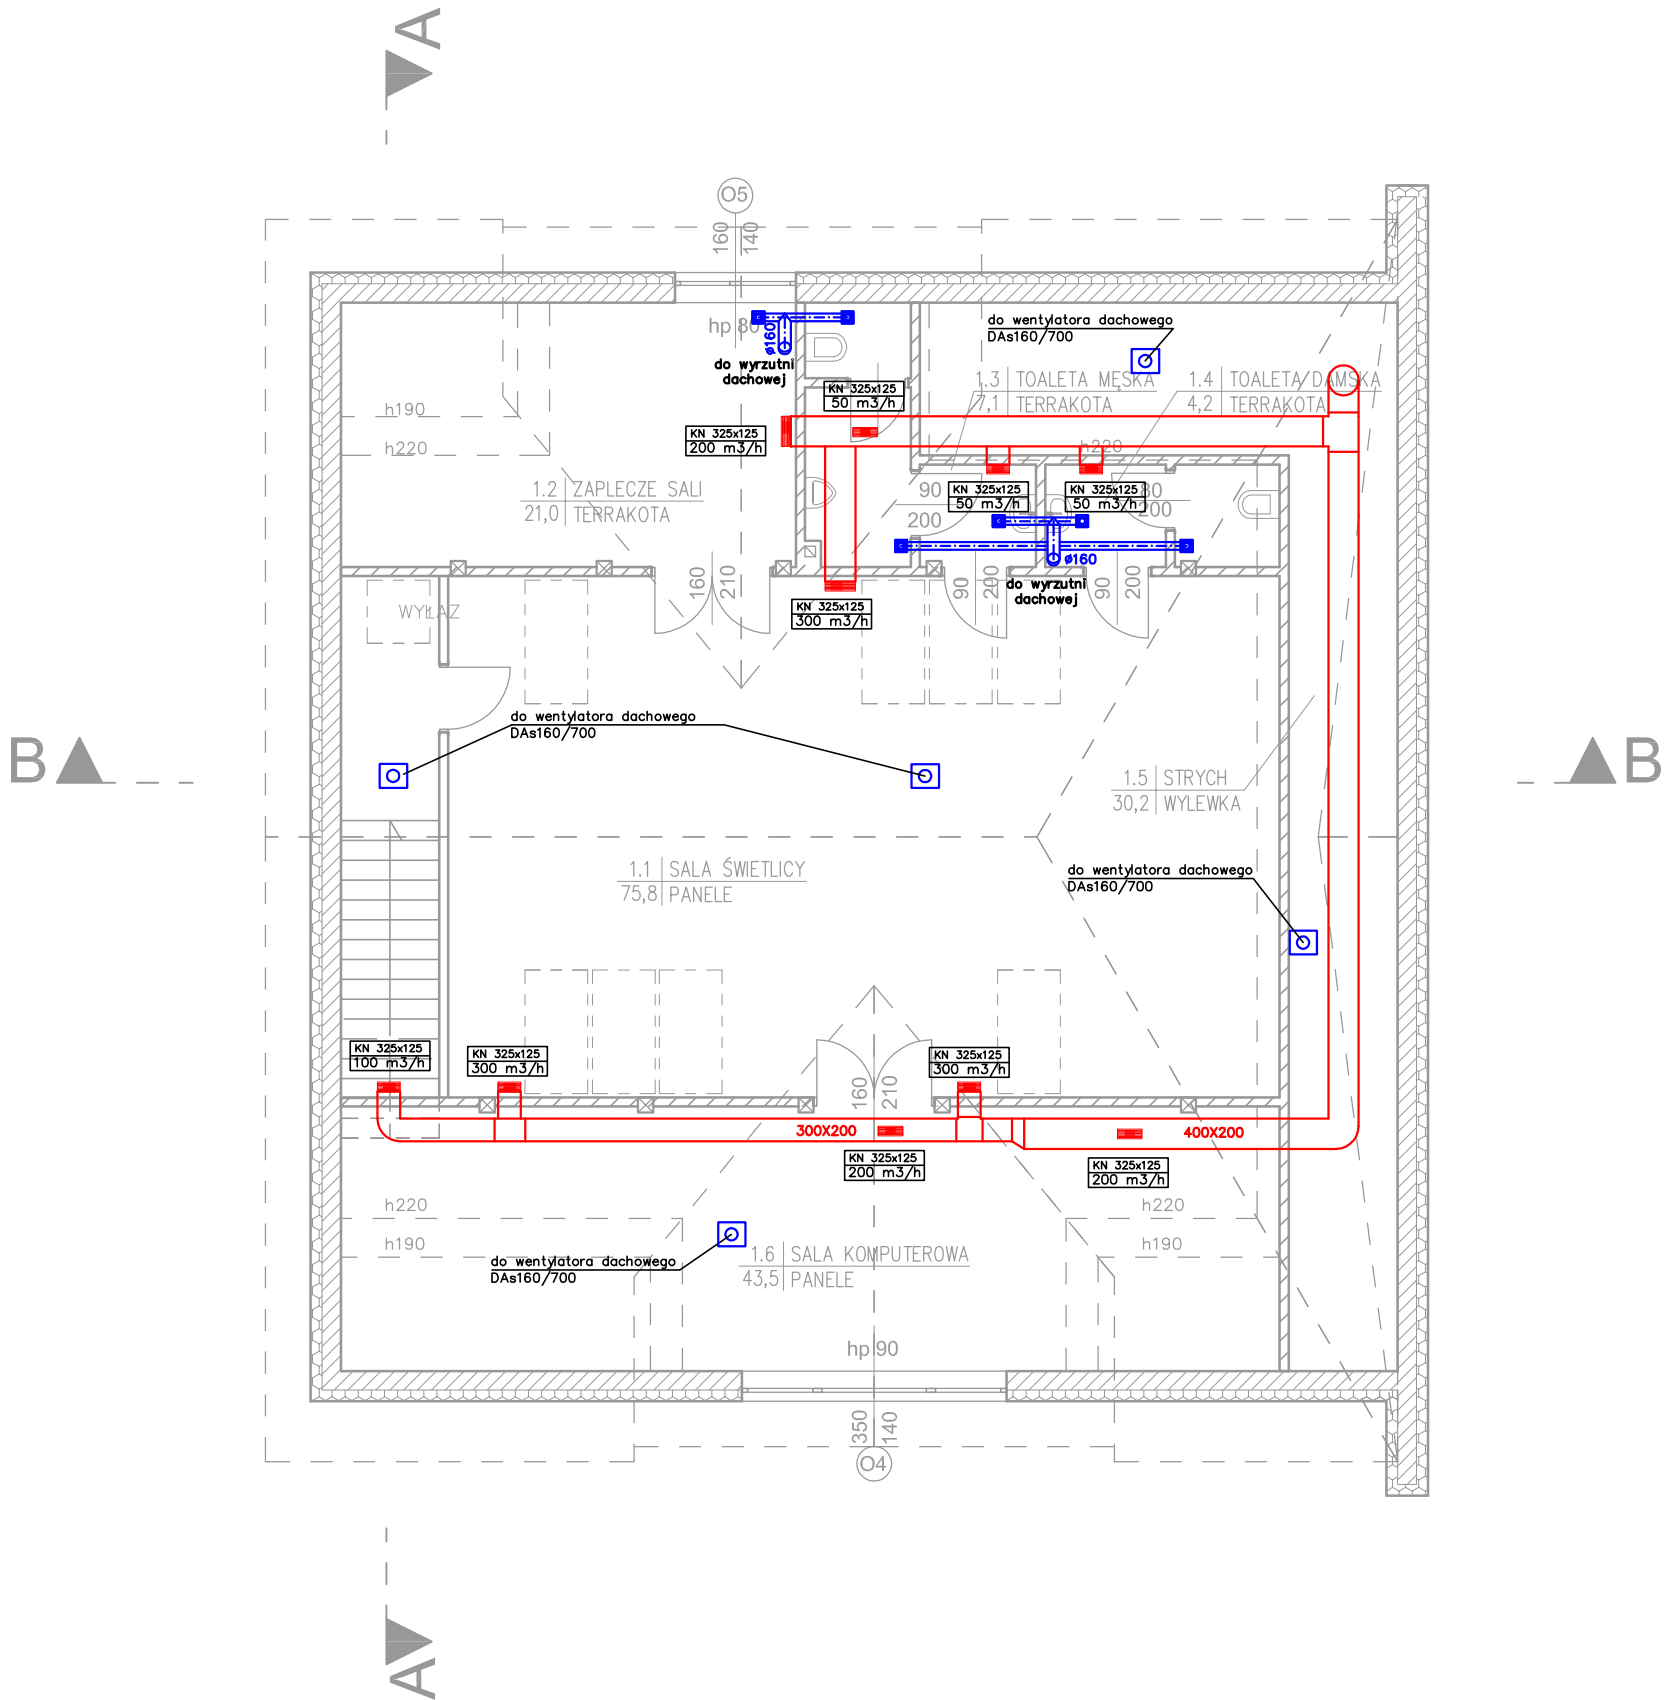 A
O5
160
140
hp 80
ø160
do wyrzutni
dachowej
do wentylatora dachowego
DAs160/700
1.3 TOALETA MĘSKA
7,1 TERRAKOTA
1.4 TOALETA DAMSKA
4,2 TERRAKOTA
h190
h220
KN 325x125
50 m3/h
KN 325x125
200 m3/h
h220
1.2 ZAPLECZE SALI
21,0 TERRAKOTA
90
200
KN 325x125
50 m3/h
KN 325x125
50 m3/h
80
200
ø160
do wyrzutni
dachowej
160
210
90
200
90
200
KN 325x125
300 m3/h
WYŁAZ
do wentylatora dachowego
DAs160/700
B
B
1.5 STRYCH
30,2 WYLEWKA
1.1 SALA ŚWIETLICY
75,8 PANELE
do wentylatora dachowego
DAs160/700
KN 325x125
100 m3/h
KN 325x125
300 m3/h
KN 325x125
300 m3/h
160
210
300X200
400X200
KN 325x125
200 m3/h
KN 325x125
200 m3/h
h220
h190
h220
h190
do wentylatora dachowego
DAs160/700
1.6 SALA KOMPUTEROWA
43,5 PANELE
hp 90
350
140
O4
A